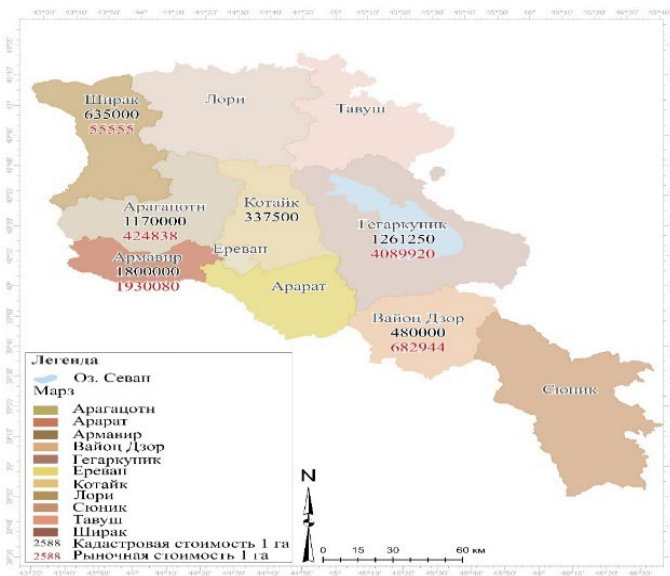 Ширак
635000
55555
Лори
Тавуш
Арагацотн
1170000
424838
Котайк
337500
Гегаркуник
1261250
4089920
Ереван
Армавир
1800000
1930080
Арарат
Вайоц Дзор
480000
682944
Сюник
Легенда
Оз. Севан
Марз
Арагацотн
Арарат
Армавир
Вайоц Дзор
Гегаркуник
Ереван
Котайк
Лори
Сюник
Тавуш
Ширак
2588 Кадастровая стоимость 1 га
2588 Рыночная стоимость 1 га
N
0 15 30 60 км